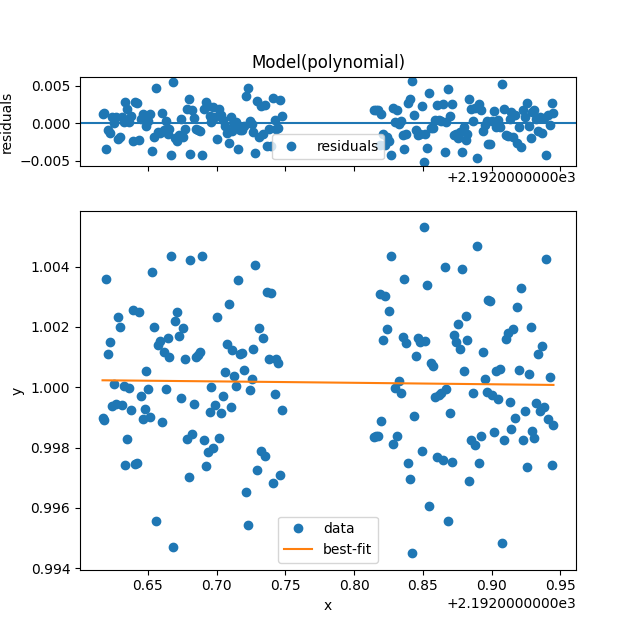 Model(polynomial)
residuals
0.005
0.000
−0.005
residuals
+2.1920000000e3
y
1.004
1.002
1.000
0.998
0.996
0.994
data
best-fit
0.65 0.70 0.75 0.80 0.85 0.90 0.95
x
+2.1920000000e3